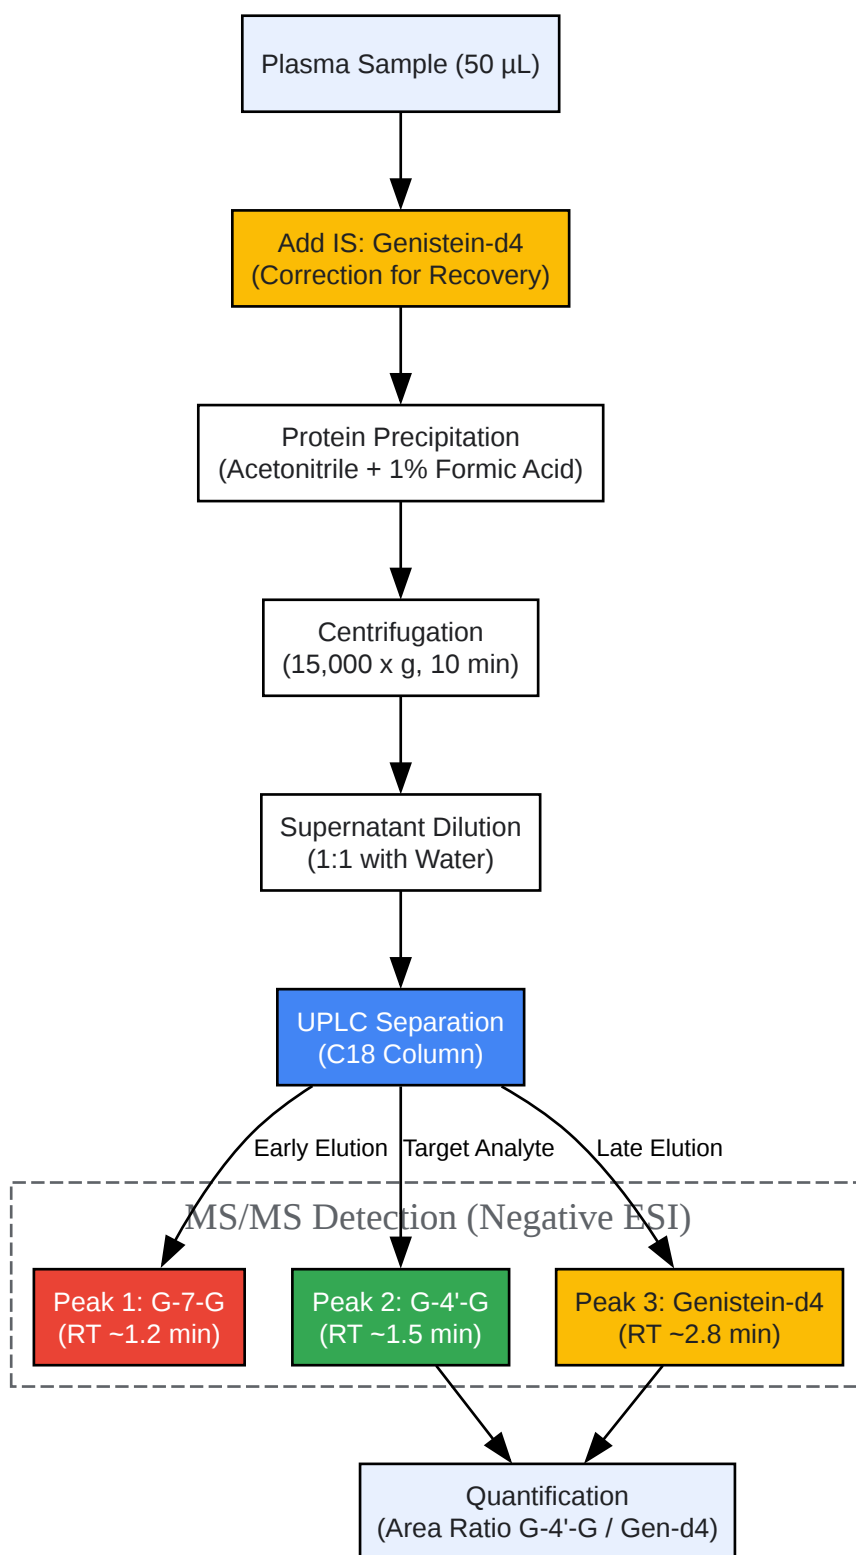 Plasma Sample (50 µL)
Add IS: Genistein-d4
(Correction for Recovery)
Protein Precipitation
(Acetonitrile + 1% Formic Acid)
Centrifugation
(15,000 x g, 10 min)
Supernatant Dilution
(1:1 with Water)
UPLC Separation
(C18 Column)
Early Elution
Target Analyte
Late Elution
MS/MS Detection (Negative ESI)
Peak 1: G-7-G
(RT ~1.2 min)
Peak 2: G-4'-G
(RT ~1.5 min)
Peak 3: Genistein-d4
(RT ~2.8 min)
Quantification
(Area Ratio G-4'-G / Gen-d4)